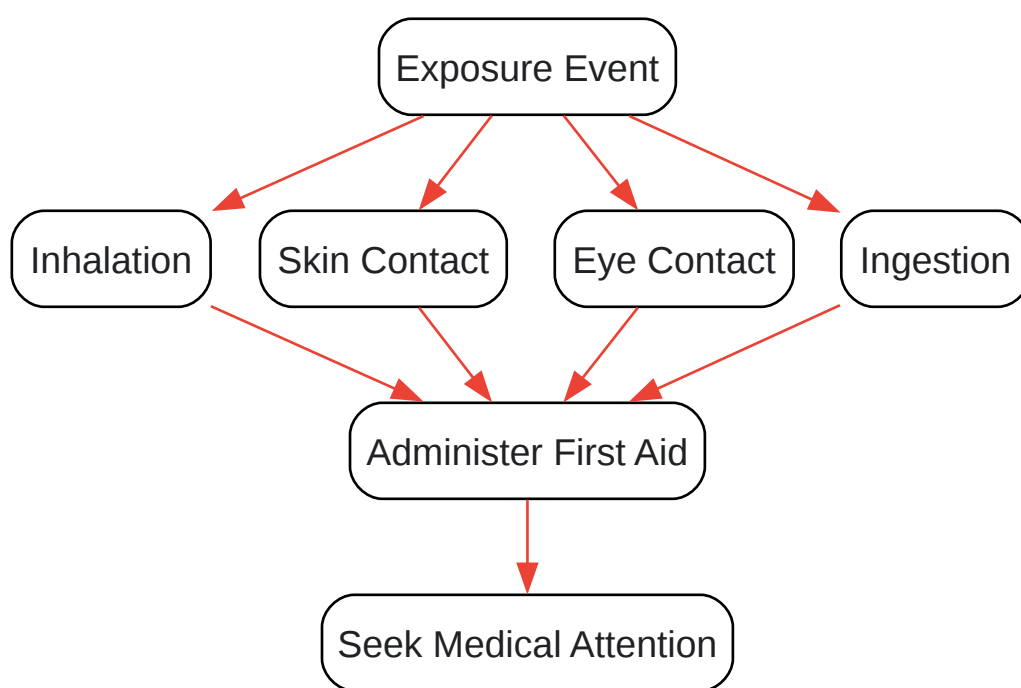 Exposure Event
Inhalation
Skin Contact
Eye Contact
Ingestion
Administer First Aid
Seek Medical Attention